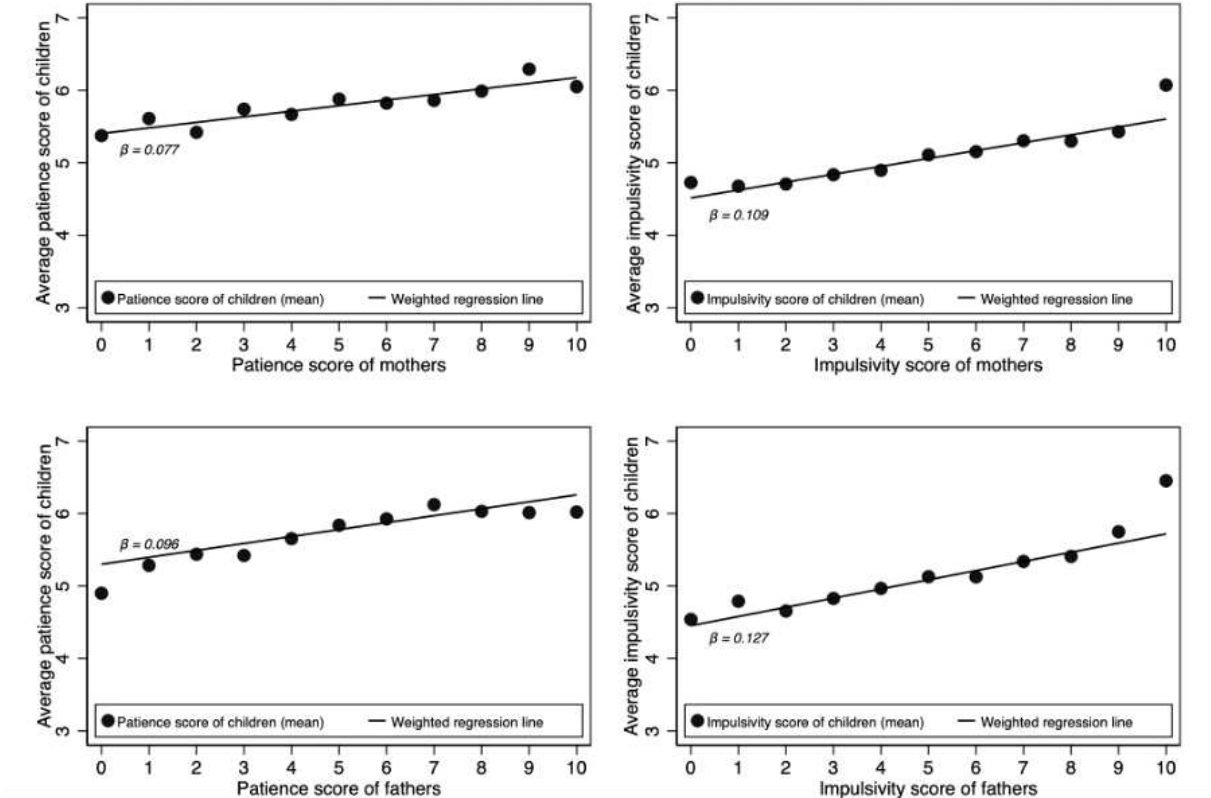 Average patience score of children
7
6
5
4
3
β = 0.077
Patience score of children (mean) Weighted regression line
0 1 2 3 4 5 6 7 8 9 10
Patience score of mothers
Average impulsivity score of children
7
6
5
4
3
β = 0.109
Impulsivity score of children (mean) Weighted regression line
0 1 2 3 4 5 6 7 8 9 10
Impulsivity score of mothers
Average patience score of children
7
6
5
4
3
β = 0.096
Patience score of children (mean) Weighted regression line
0 1 2 3 4 5 6 7 8 9 10
Patience score of fathers
Average impulsivity score of children
7
6
5
4
3
β = 0.127
Impulsivity score of children (mean) Weighted regression line
0 1 2 3 4 5 6 7 8 9 10
Impulsivity score of fathers